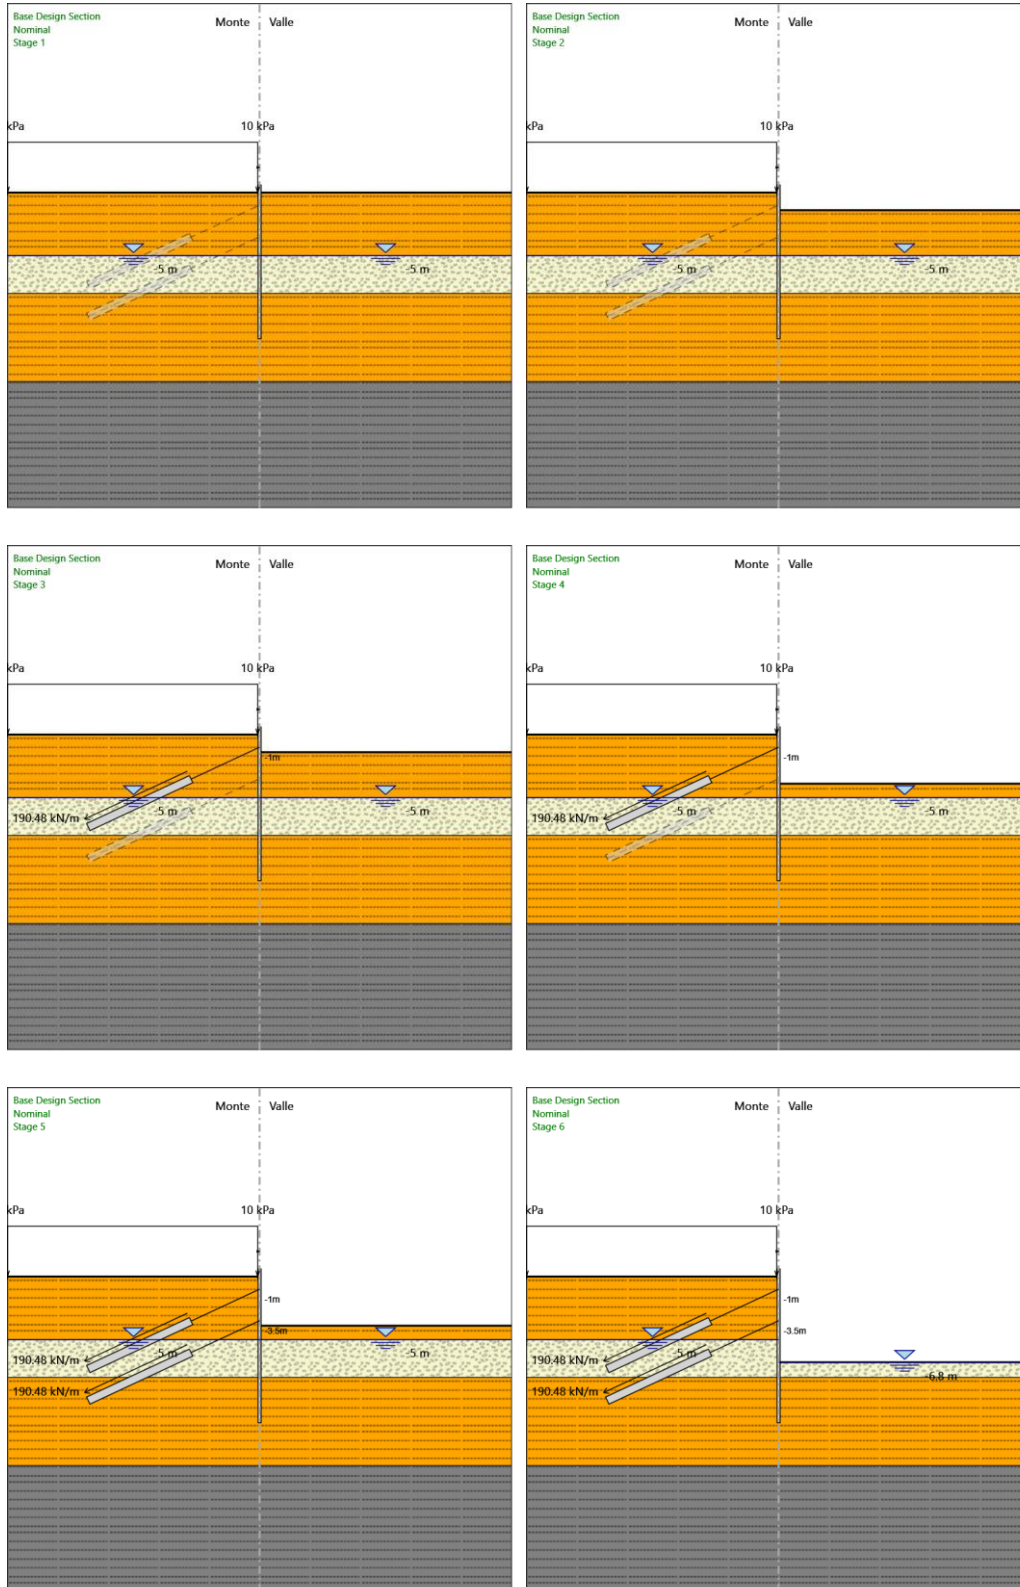 Base Design Section
Nominal
Stage 1
Monte
Valle
kPa
10 kPa
-5 m
-5 m
Base Design Section
Nominal
Stage 2
Monte
Valle
kPa
10 kPa
-5 m
-5 m
Base Design Section
Nominal
Stage 3
Monte
Valle
kPa
10 kPa
-1m
-5 m
-5 m
190.48 kN/m
Base Design Section
Nominal
Stage 4
Monte
Valle
kPa
10 kPa
-1m
-5 m
-5 m
190.48 kN/m
Base Design Section
Nominal
Stage 5
Monte
Valle
kPa
10 kPa
-1m
-3.5m
-5 m
-5 m
190.48 kN/m
190.48 kN/m
Base Design Section
Nominal
Stage 6
Monte
Valle
kPa
10 kPa
-1m
-3.5m
-5 m
190.48 kN/m
-6.8 m
190.48 kN/m